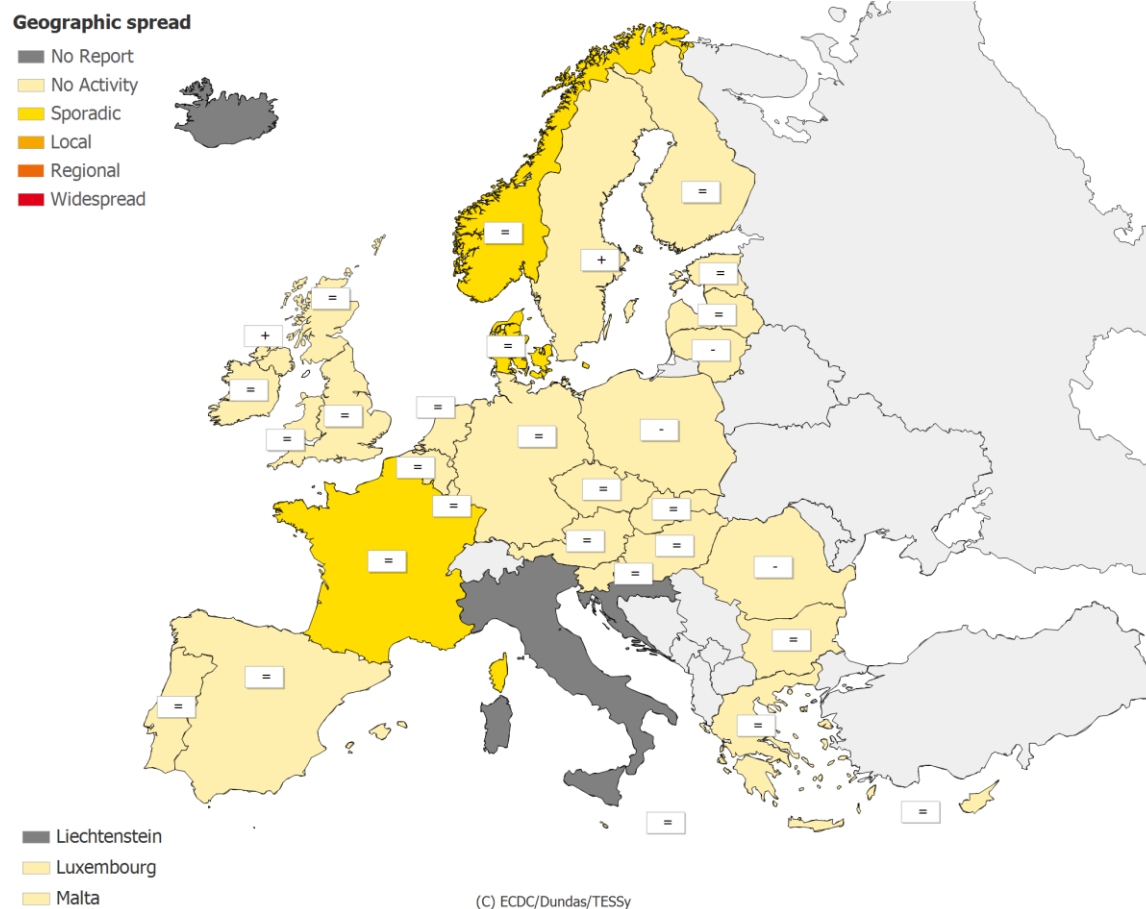 Geographic spread
No Report
No Activity
Sporadic
Local
Regional
Widespread
=
=
+
=
=
+
=
-
=
=
=
=
=
-
=
=
=
=
=
=
=
=
-
=
=
=
=
=
=
Liechtenstein
Luxembourg
Malta
(C) ECDC/Dundas/TESSy